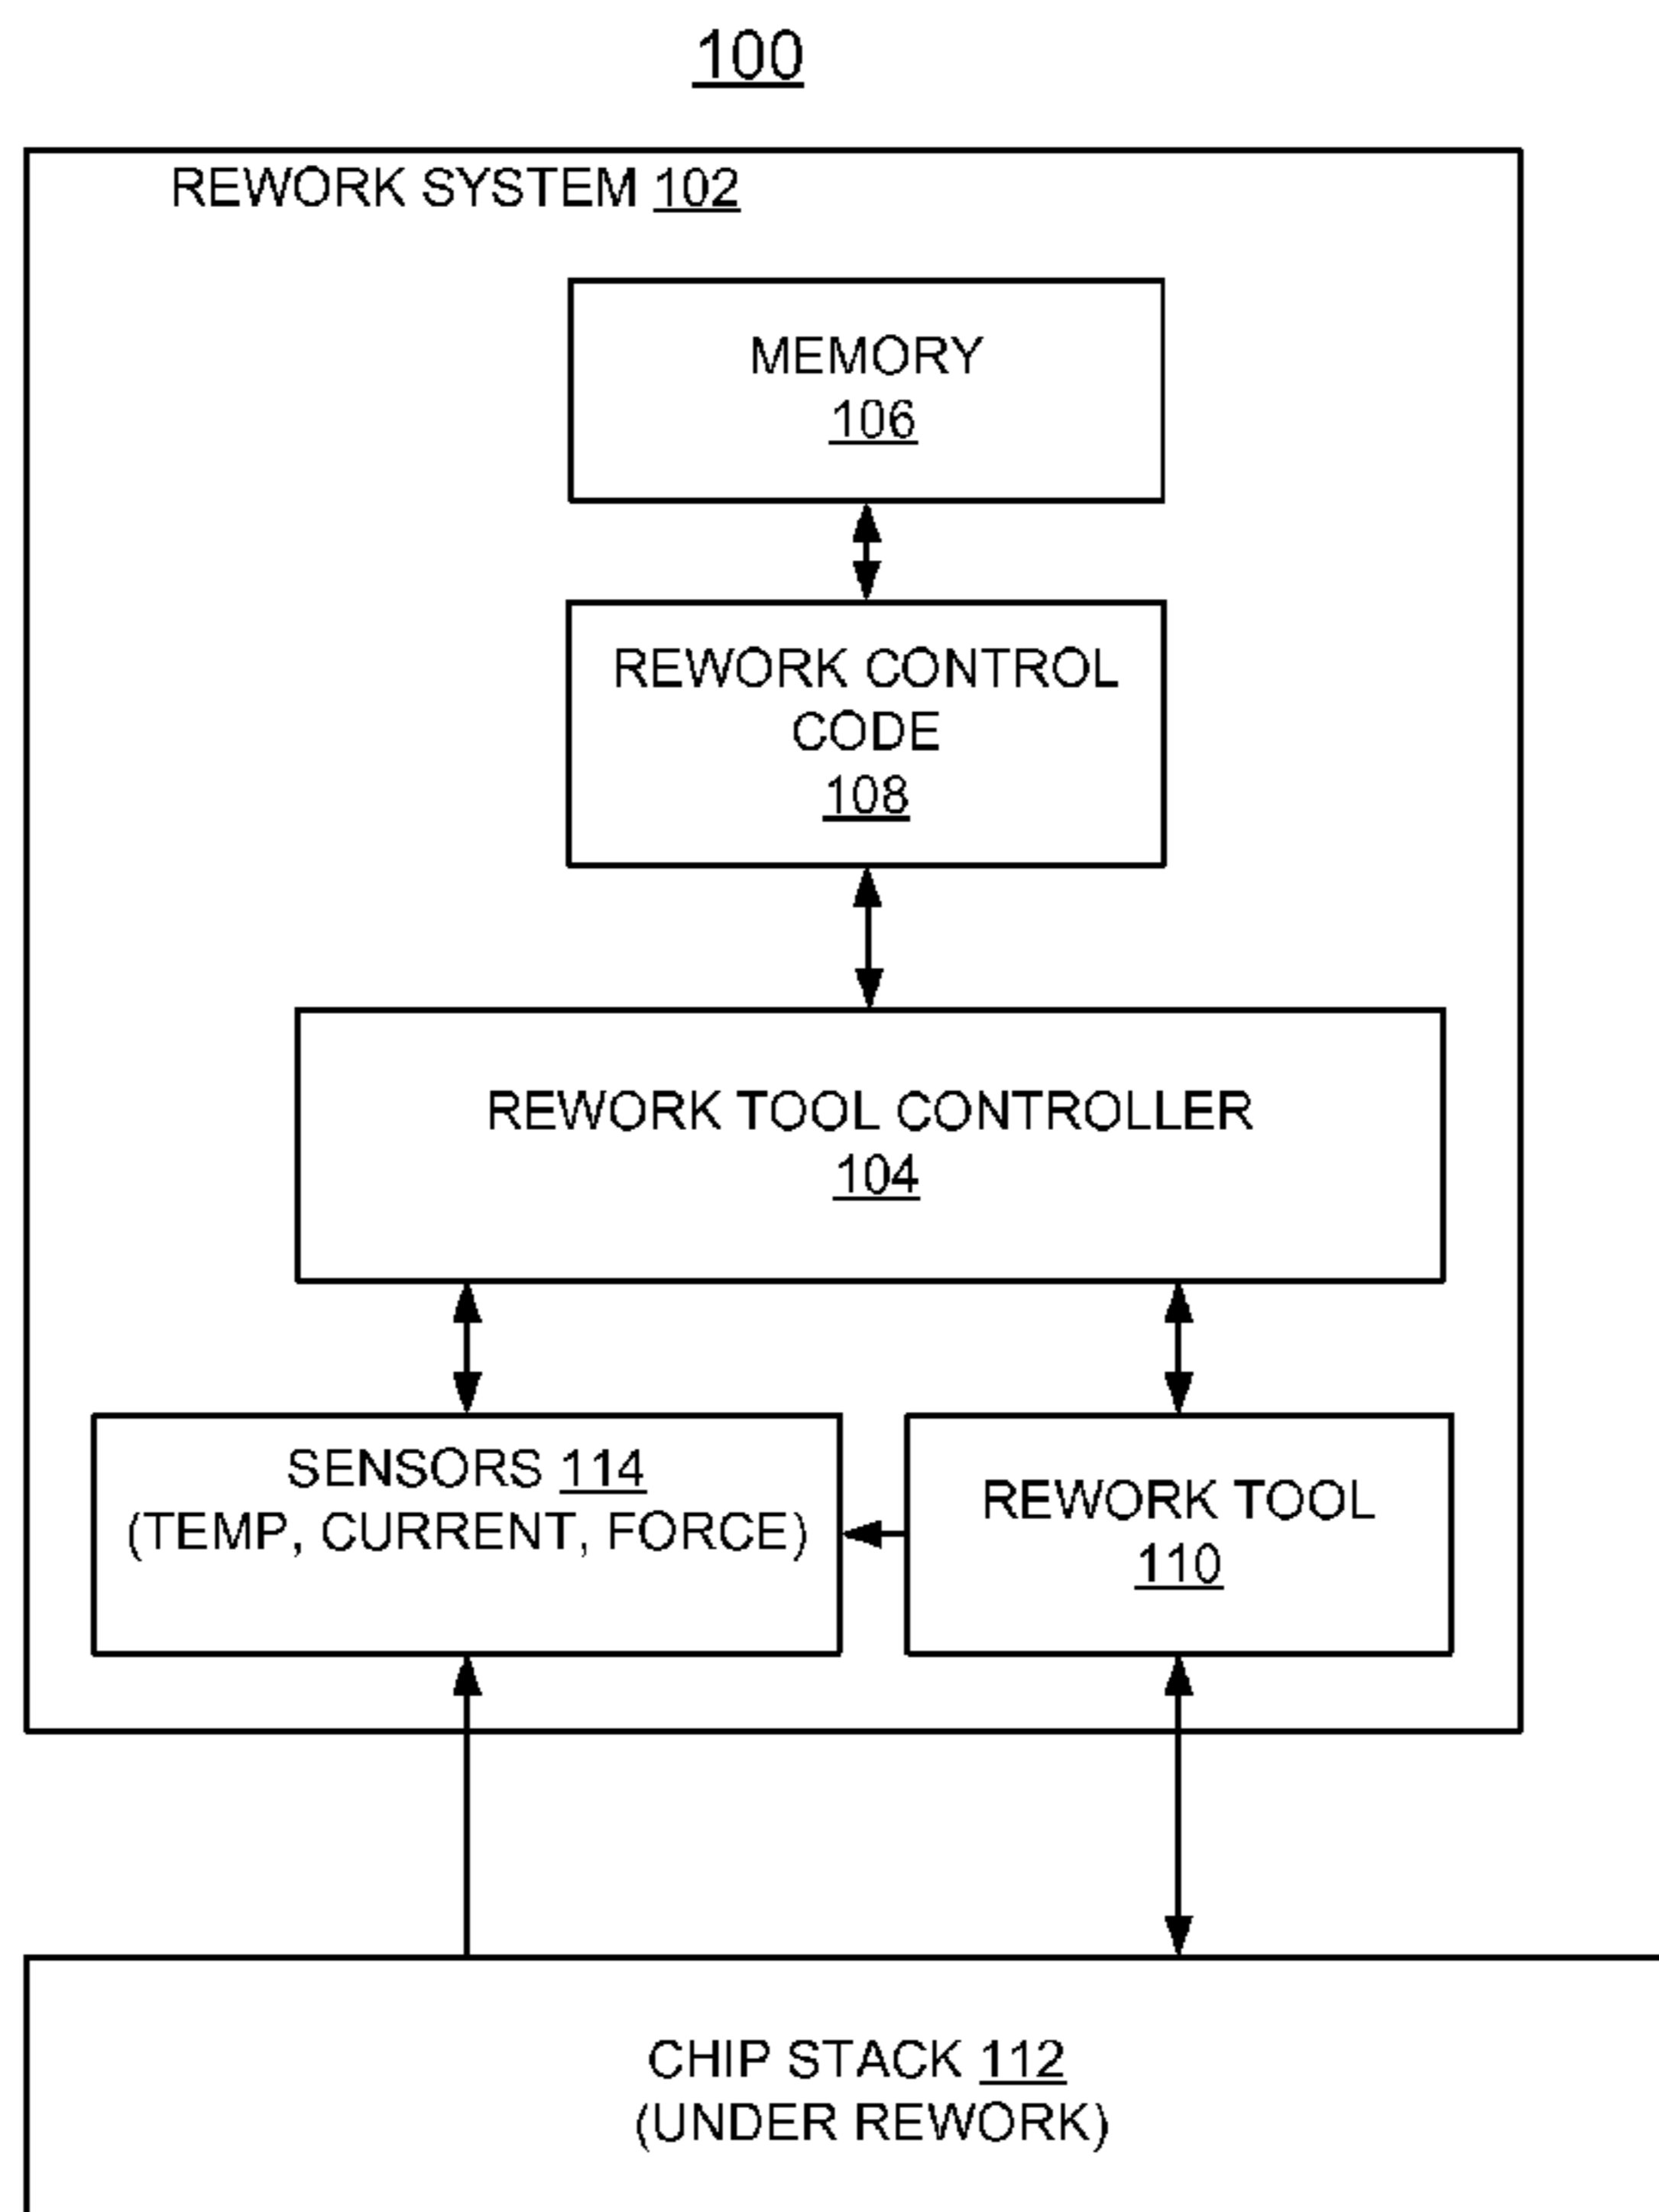 100
REWORK SYSTEM 102
MEMORY
106
REWORK CONTROL
CODE
108
REWORK TOOL CONTROLLER
104
SENSORS 114
(TEMP, CURRENT, FORCE)
REWORK TOOL
110
CHIP STACK 112
(UNDER REWORK)